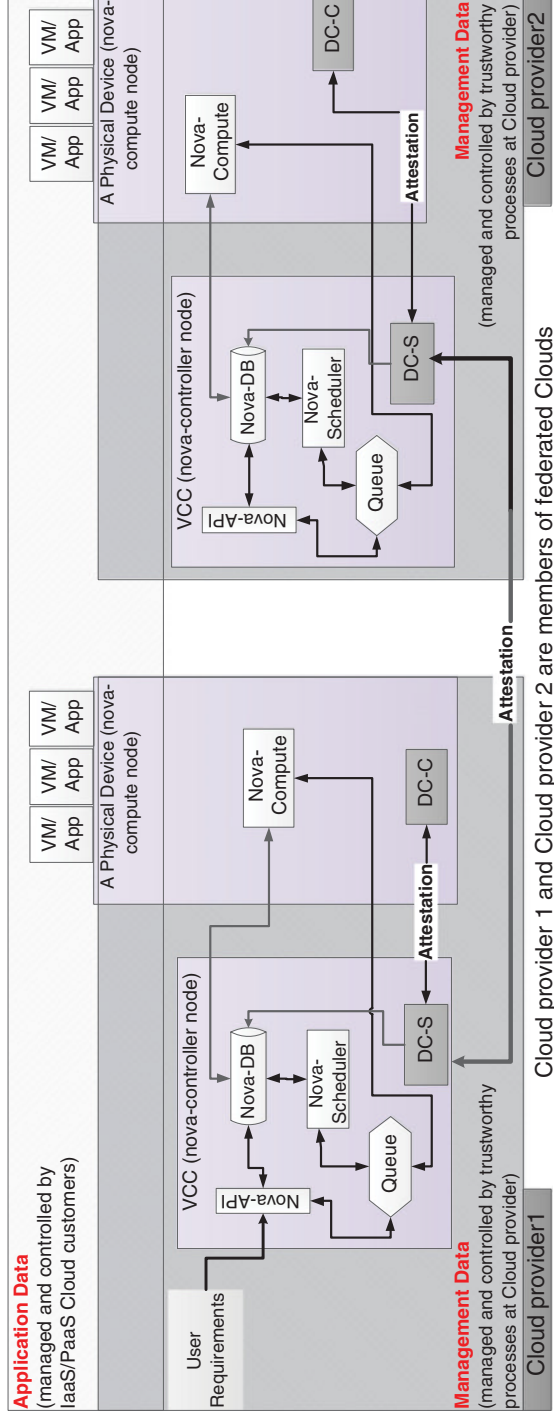 Application Data
(managed and controlled by
IaaS/PaaS Cloud customers)
VM/
App
VM/
App
VM/
App
A Physical Device (nova-
compute node)
User
Requirements
VCC (nova-controller node)
Nova-API
Nova-DB
Nova-
Scheduler
Queue
DC-S
Nova-
Compute
Attestation
DC-C
Management Data
(managed and controlled by trustworthy
processes at Cloud provider)
Cloud provider1
Attestation
VM/
App
VM/
App
VM/
App
A Physical Device (nova-
compute node)
VCC (nova-controller node)
Nova-API
Nova-DB
Nova-
Scheduler
Queue
DC-S
Nova-
Compute
Attestation
DC-C
Management Data
(managed and controlled by trustworthy
processes at Cloud provider)
Cloud provider2
Cloud provider 1 and Cloud provider 2 are members of federated Clouds